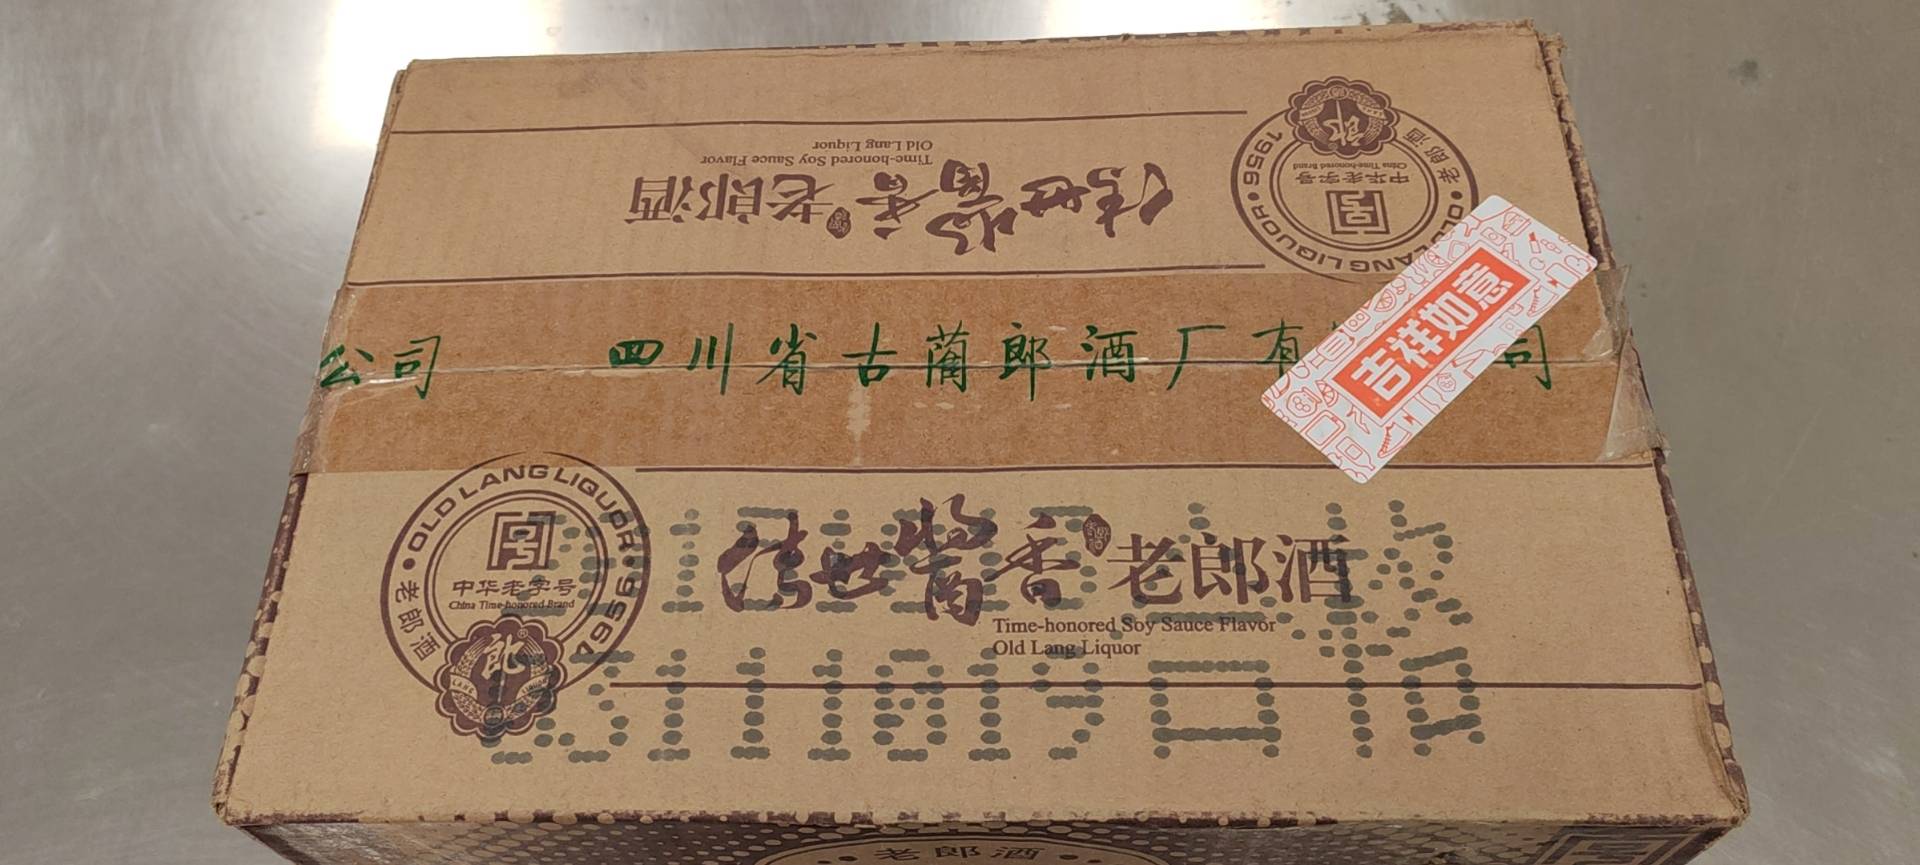 传世酱香老郎酒
Time-honored Soy Sauce Flavor
Old Lang Liquor
1956·OLD LANG LIQUOR·老郎酒
中华老字号
China Time-honored Brand
郎
公司 四川省古蔺郎酒厂有 司
吉祥如意
OLD LANG LIQUOR·1956
中华老字号
China Time-honored Brand
老郎酒
郎
LANG
传世酱香老郎酒
Time-honored Soy Sauce Flavor
Old Lang Liquor
老郎酒